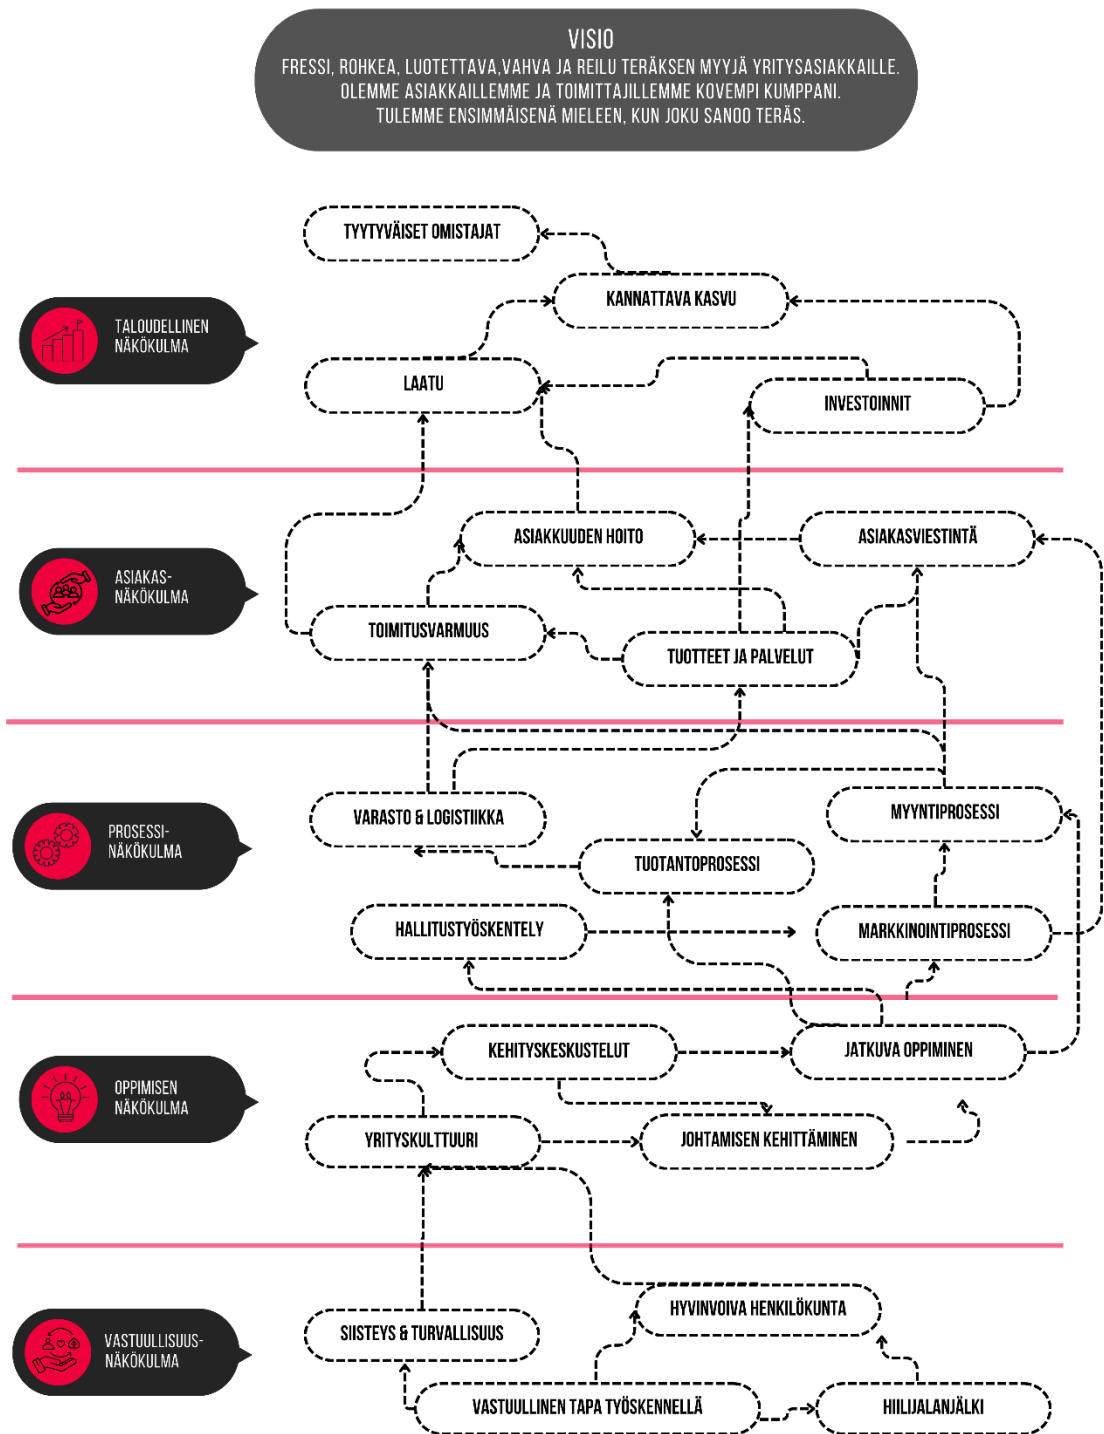 VISIO
FRESSI, ROHKEA, LUOTETTAVA,VAHVA JA REILU TERÄKSEN MYYJÄ YRITYSASIAKKAILLE.
OLEMME ASIAKKAILLEMME JA TOIMITTAJILLEMME KOVEMPI KUMPPANI.
TULEMME ENSIMMÄISENÄ MIELEEN, KUN JOKU SANOO TERÄS.
TYYTYVÄISET OMISTAJAT
KANNATTAVA KASVU
TALOUDELLINEN
NÄKÖKULMA
LAATU
INVESTOINNIT
ASIAKKUUDEN HOITO
ASIAKASVIESTINTÄ
ASIAKAS-
NÄKÖKULMA
TOIMITUSVARMUUS
TUOTTEET JA PALVELUT
VARASTO & LOGISTIIKKA
MYYNTIPROSESSI
PROSESSI-
NÄKÖKULMA
TUOTANTOPROSESSI
HALLITUSTYÖSKENTELY
MARKKINOINTIPROSESSI
KEHITYSKESKUSTELUT
JATKUVA OPPIMINEN
OPPIMISEN
NÄKÖKULMA
YRITYSKULTTUURI
JOHTAMISEN KEHITTÄMINEN
HYVINVOIVA HENKILÖKUNTA
SIISTEYS & TURVALLISUUS
VASTUULLISUUS-
NÄKÖKULMA
VASTUULLINEN TAPA TYÖSKENNELLÄ
HIILIJALANJÄLKI